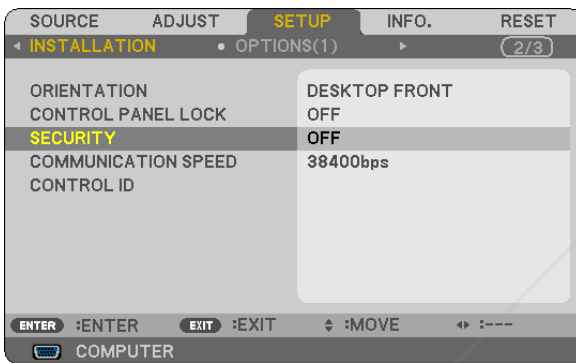 SOURCE ADJUST SETUP INFO. RESET
INSTALLATION • OPTIONS(1) 2/3
ORIENTATION DESKTOP FRONT
CONTROL PANEL LOCK OFF
SECURITY OFF
COMMUNICATION SPEED 38400bps
CONTROL ID
ENTER :ENTER EXIT :EXIT :MOVE :---
COMPUTER